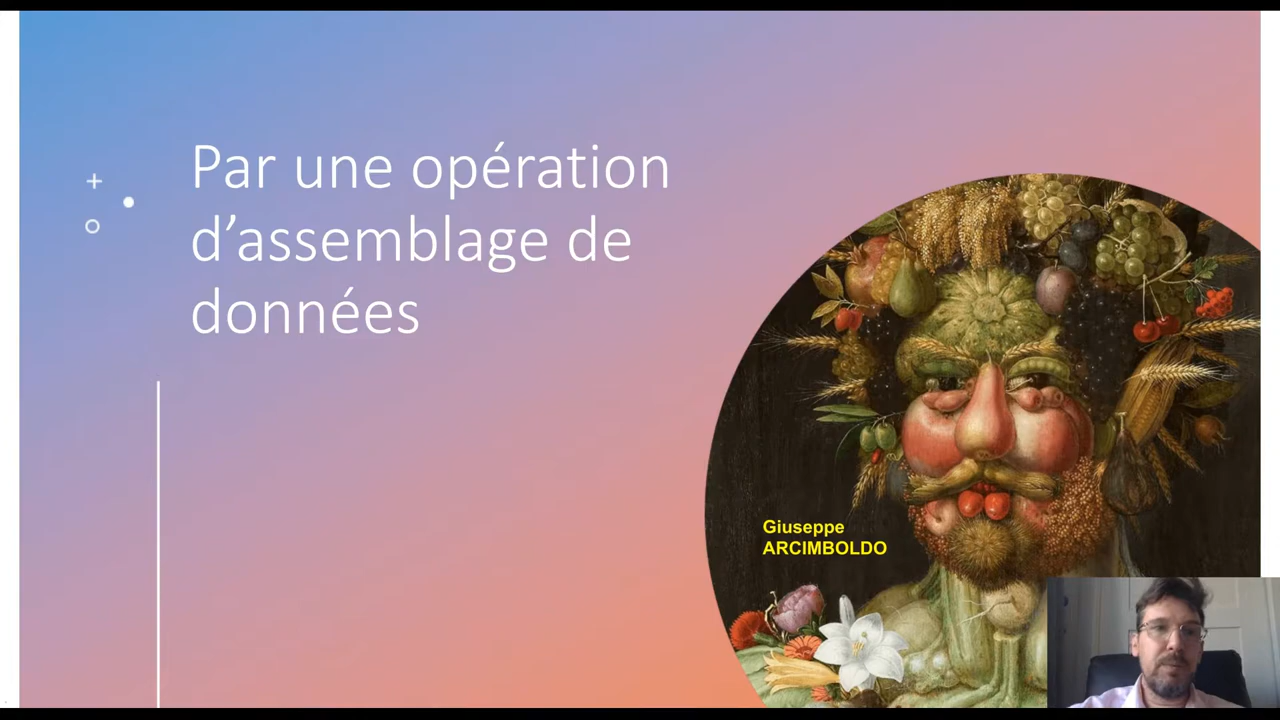 Par une opération
d’assemblage de
données
Giuseppe
ARCIMBOLDO